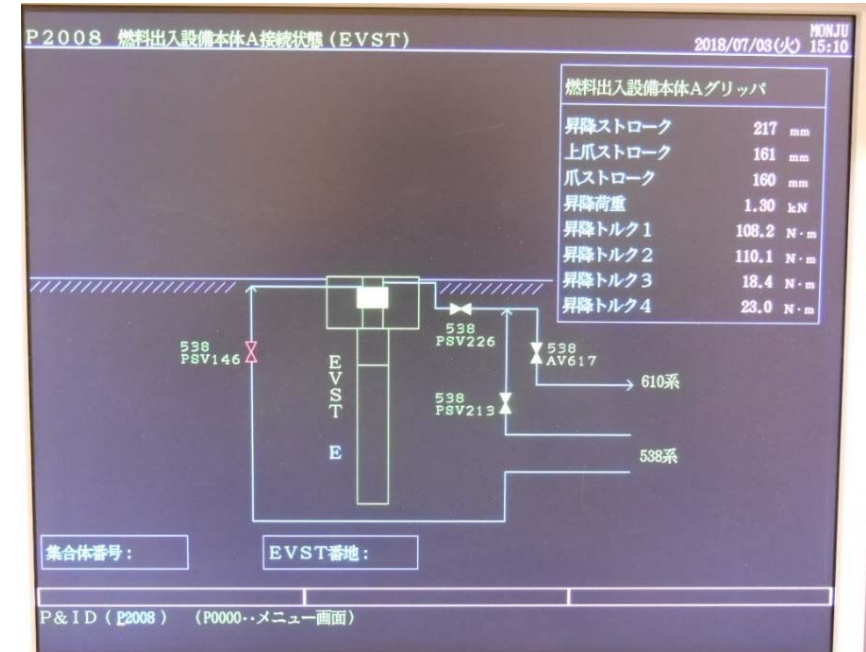 P2008 燃料出入設備本体A接続状態(EVST)
MONJU
2018/07/03(火) 15:10
燃料出入設備本体Aグリッパ
昇降ストローク 217 mm
上爪ストローク 161 mm
爪ストローク 160 mm
昇降荷重 1.30 kN
昇降トルク1 108.2 N・m
昇降トルク2 110.1 N・m
昇降トルク3 18.4 N・m
昇降トルク4 23.0 N・m
538
PSV146
EVST E
538
PSV226
538
AV617
610系
538
PSV213
538系
集合体番号:
EVST番地:
P&ID(P2008) (P0000・・メニュー画面)